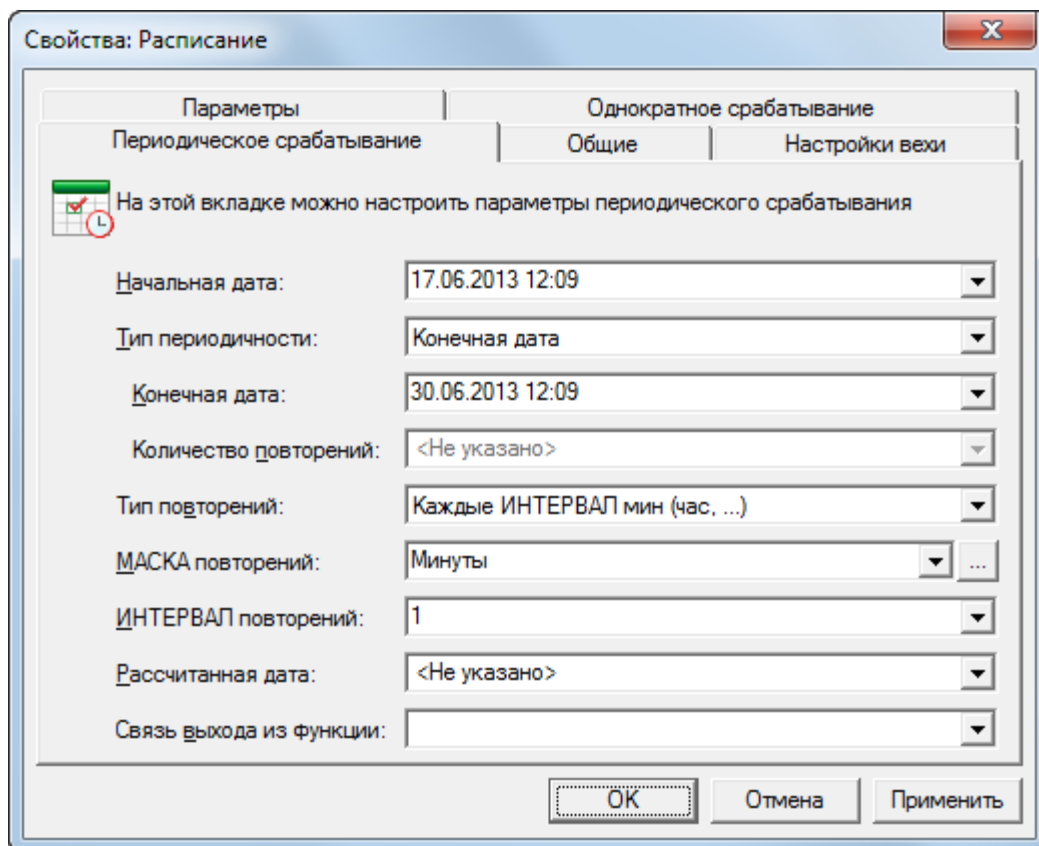 Свойства: Расписание
Параметры
Однократное срабатывание
Периодическое срабатывание
Общие
Настройки вехи
На этой вкладке можно настроить параметры периодического срабатывания
Начальная дата: 17.06.2013 12:09
Тип периодичности: Конечная дата
Конечная дата: 30.06.2013 12:09
Количество повторений: <Не указано>
Тип повторений: Каждые ИНТЕРВАЛ мин (час, ...)
МАСКА повторений: Минуты ...
ИНТЕРВАЛ повторений: 1
Рассчитанная дата: <Не указано>
Связь выхода из функции:
OK
Отмена
Применить